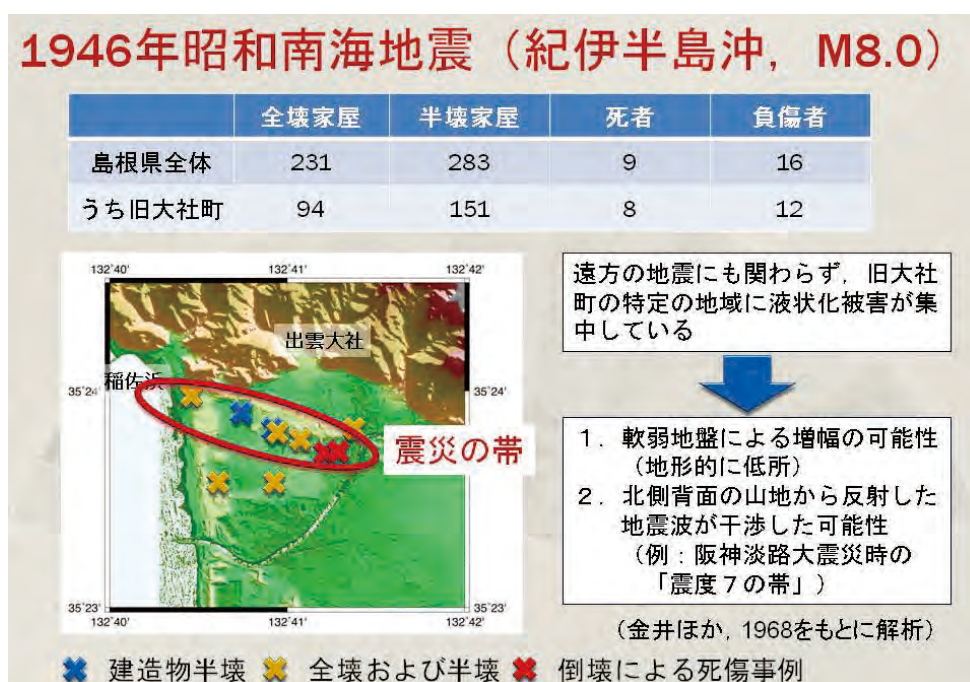 1946年昭和南海地震（紀伊半島沖，M8.0）
全壊家屋 半壊家屋 死者 負傷者
島根県全体 231 283 9 16
うち旧大社町 94 151 8 12
132˚40' 132˚41' 132˚42'
出雲大社
稲佐浜
35˚24' 35˚24'
震災の帯
35˚23' 35˚23'
132˚40' 132˚41' 132˚42'
遠方の地震にも関わらず，旧大社
町の特定の地域に液状化被害が集
中している
1．軟弱地盤による増幅の可能性
（地形的に低所）
2．北側背面の山地から反射した
地震波が干渉した可能性
（例：阪神淡路大震災時の
「震度７の帯」）
（金井ほか，1968をもとに解析）
建造物半壊 全壊および半壊 倒壊による死傷事例